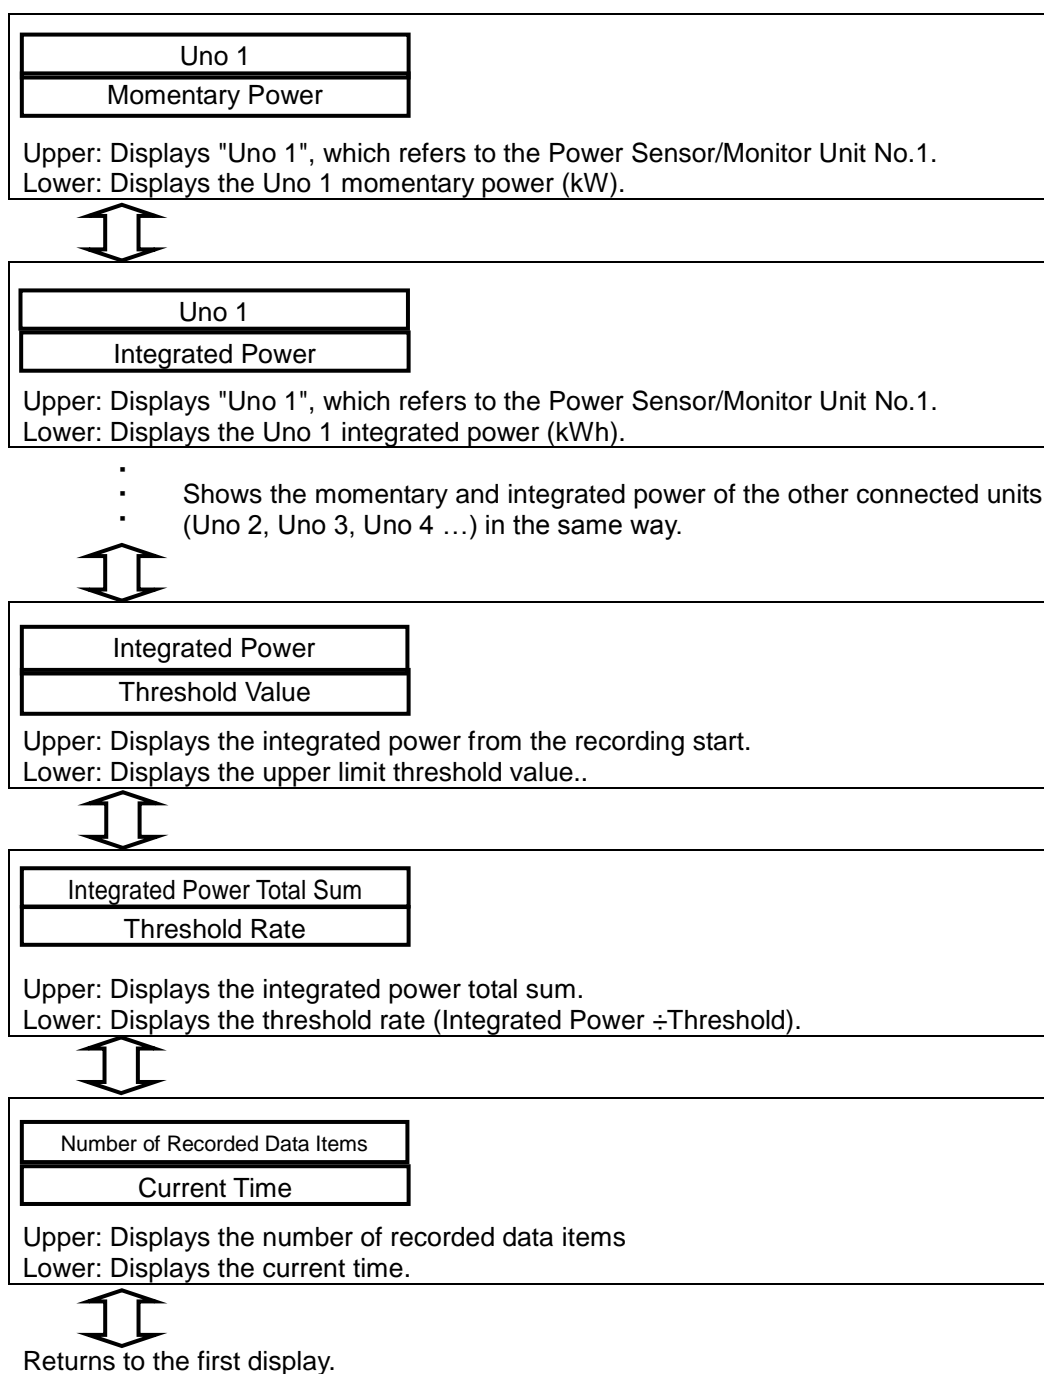 Uno 1
Momentary Power
Upper: Displays "Uno 1", which refers to the Power Sensor/Monitor Unit No.1.
Lower: Displays the Uno 1 momentary power (kW).
Uno 1
Integrated Power
Upper: Displays "Uno 1", which refers to the Power Sensor/Monitor Unit No.1.
Lower: Displays the Uno 1 integrated power (kWh).
Shows the momentary and integrated power of the other connected units
(Uno 2, Uno 3, Uno 4 …) in the same way.
Integrated Power
Threshold Value
Upper: Displays the integrated power from the recording start.
Lower: Displays the upper limit threshold value..
Integrated Power Total Sum
Threshold Rate
Upper: Displays the integrated power total sum.
Lower: Displays the threshold rate (Integrated Power ÷Threshold).
Number of Recorded Data Items
Current Time
Upper: Displays the number of recorded data items
Lower: Displays the current time.
Returns to the first display.